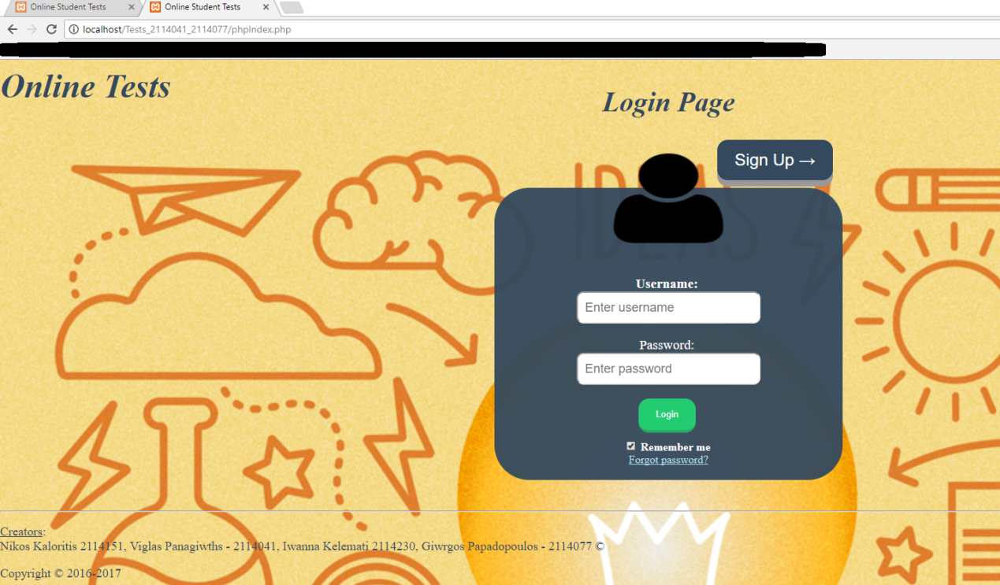 Online Student Tests
Online Student Tests
localhost/Tests_2114041_2114077/phpIndex.php
Online Tests
Login Page
Sign Up →
IDEAS
Username:
Enter username
Password:
Enter password
Login
Remember me
Forgot password?
Creators:
Nikos Kaloritis 2114151, Viglas Panagiwths - 2114041, Iwanna Kelemati 2114230, Giwrgos Papadopoulos - 2114077 ©
Copyright © 2016-2017